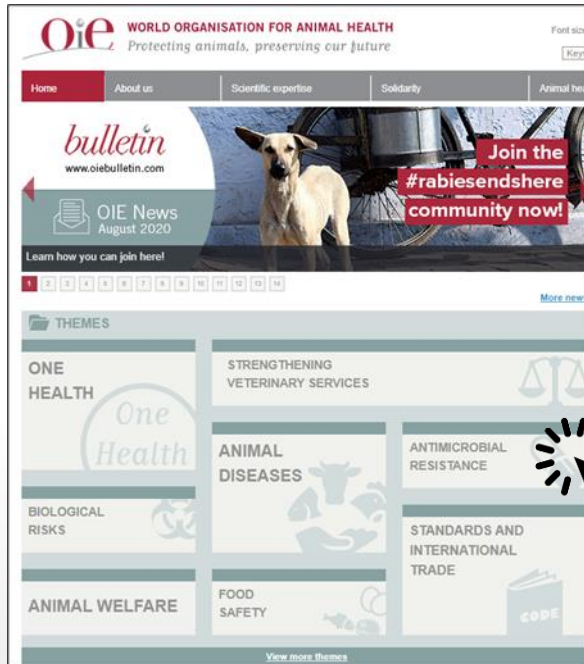 OiE WORLD ORGANISATION FOR ANIMAL HEALTH
Protecting animals, preserving our future
Font size
Key
Home About us Scientific expertise Solidarity Animal hea
bulletin
www.oiebulletin.com
OIE News
August 2020
Join the
#rabiesendshere
community now!
Learn how you can join here!
1 2 3 4 5 6 7 8 9 10 11 12 13 14
More new
THEMES
ONE
HEALTH
One
Health
STRENGTHENING
VETERINARY SERVICES
ANIMAL
DISEASES
ANTIMICROBIAL
RESISTANCE
BIOLOGICAL
RISKS
STANDARDS AND
INTERNATIONAL
TRADE
CODE
ANIMAL WELFARE
FOOD
SAFETY
View more themes